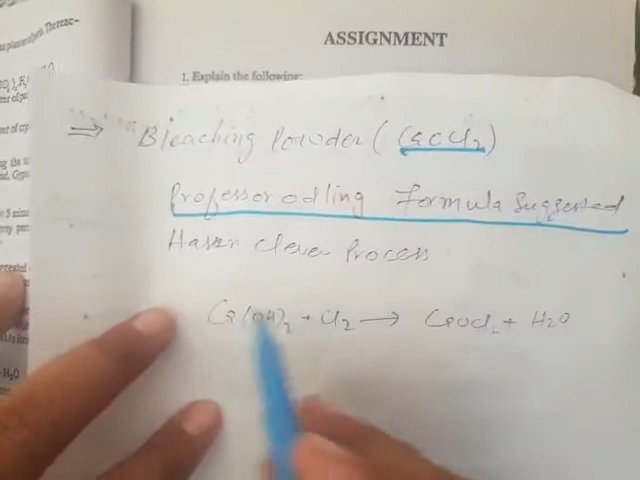 ASSIGNMENT
1. Explain the following:
⇒ Bleaching Powder (CaOCl2)
Professor odling Formula Suggested
Hasen clever Process
Ca(OH)2 + Cl2 → CaOCl2 + H2O